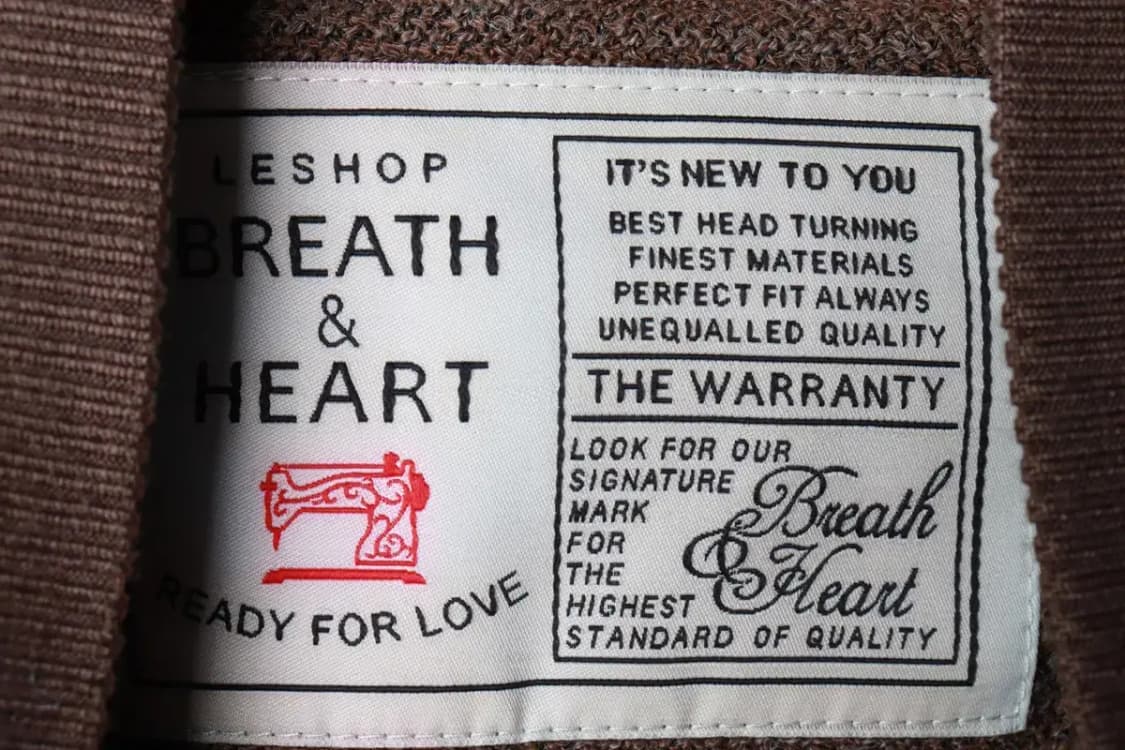 LESHOP
BREATH
&
HEART
READY FOR LOVE
IT'S NEW TO YOU
BEST HEAD TURNING
FINEST MATERIALS
PERFECT FIT ALWAYS
UNEQUALLED QUALITY
THE WARRANTY
LOOK FOR OUR
SIGNATURE
MARK
FOR
THE
HIGHEST
STANDARD OF QUALITY
Breath
& Heart